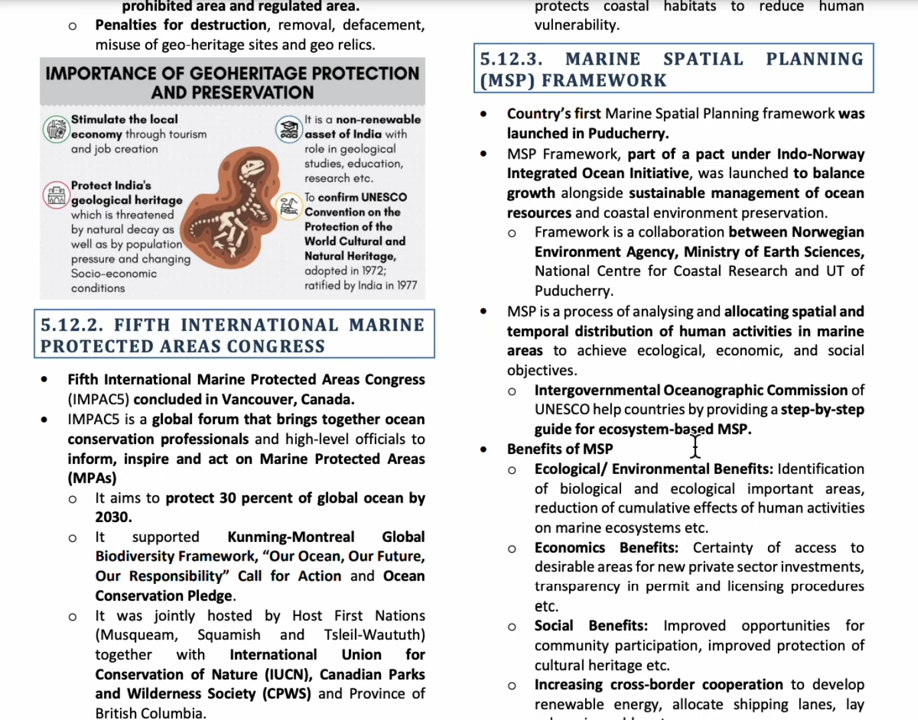 prohibited area and regulated area.
o Penalties for destruction, removal, defacement,
misuse of geo-heritage sites and geo relics.
IMPORTANCE OF GEOHERITAGE PROTECTION
AND PRESERVATION
Stimulate the local
economy through tourism
and job creation
Protect India's
geological heritage
which is threatened
by natural decay as
well as by population
pressure and changing
Socio-economic
conditions
It is a non-renewable
asset of India with
role in geological
studies, education,
research etc.
To confirm UNESCO
Convention on the
Protection of the
World Cultural and
Natural Heritage,
adopted in 1972;
ratified by India in 1977
5.12.2. FIFTH INTERNATIONAL MARINE
PROTECTED AREAS CONGRESS
• Fifth International Marine Protected Areas Congress
(IMPAC5) concluded in Vancouver, Canada.
• IMPAC5 is a global forum that brings together ocean
conservation professionals and high-level officials to
inform, inspire and act on Marine Protected Areas
(MPAs)
o It aims to protect 30 percent of global ocean by
2030.
o It supported Kunming-Montreal Global
Biodiversity Framework, “Our Ocean, Our Future,
Our Responsibility” Call for Action and Ocean
Conservation Pledge.
o It was jointly hosted by Host First Nations
(Musqueam, Squamish and Tsleil-Waututh)
together with International Union for
Conservation of Nature (IUCN), Canadian Parks
and Wilderness Society (CPWS) and Province of
British Columbia.
protects coastal habitats to reduce human
vulnerability.
5.12.3. MARINE SPATIAL PLANNING
(MSP) FRAMEWORK
• Country’s first Marine Spatial Planning framework was
launched in Puducherry.
• MSP Framework, part of a pact under Indo-Norway
Integrated Ocean Initiative, was launched to balance
growth alongside sustainable management of ocean
resources and coastal environment preservation.
o Framework is a collaboration between Norwegian
Environment Agency, Ministry of Earth Sciences,
National Centre for Coastal Research and UT of
Puducherry.
• MSP is a process of analysing and allocating spatial and
temporal distribution of human activities in marine
areas to achieve ecological, economic, and social
objectives.
o Intergovernmental Oceanographic Commission of
UNESCO help countries by providing a step-by-step
guide for ecosystem-based MSP.
• Benefits of MSP
o Ecological/ Environmental Benefits: Identification
of biological and ecological important areas,
reduction of cumulative effects of human activities
on marine ecosystems etc.
o Economics Benefits: Certainty of access to
desirable areas for new private sector investments,
transparency in permit and licensing procedures
etc.
o Social Benefits: Improved opportunities for
community participation, improved protection of
cultural heritage etc.
o Increasing cross-border cooperation to develop
renewable energy, allocate shipping lanes, lay